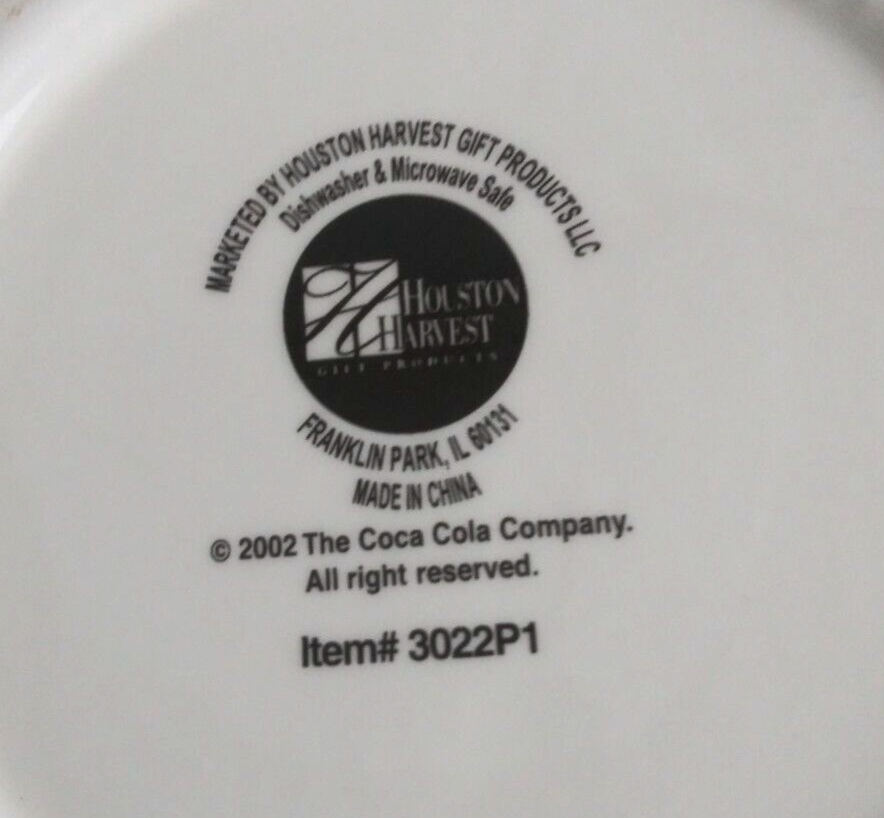 MARKETED BY HOUSTON HARVEST GIFT PRODUCTS LLC
Dishwasher & Microwave Safe
HOUSTON
HARVEST
GIFT PRODUCTS
FRANKLIN PARK, IL 60131
MADE IN CHINA
© 2002 The Coca Cola Company.
All right reserved.
Item# 3022P1